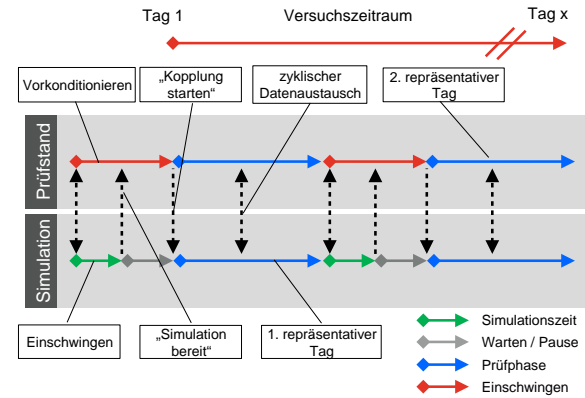 Tag 1
Versuchszeitraum
Tag x
Vorkonditionieren
„Kopplung
starten“
zyklischer
Datenaustausch
2. repräsentativer
Tag
Prüfstand
Simulation
Einschwingen
„Simulation
bereit“
1. repräsentativer
Tag
Simulationszeit
Warten / Pause
Prüfphase
Einschwingen